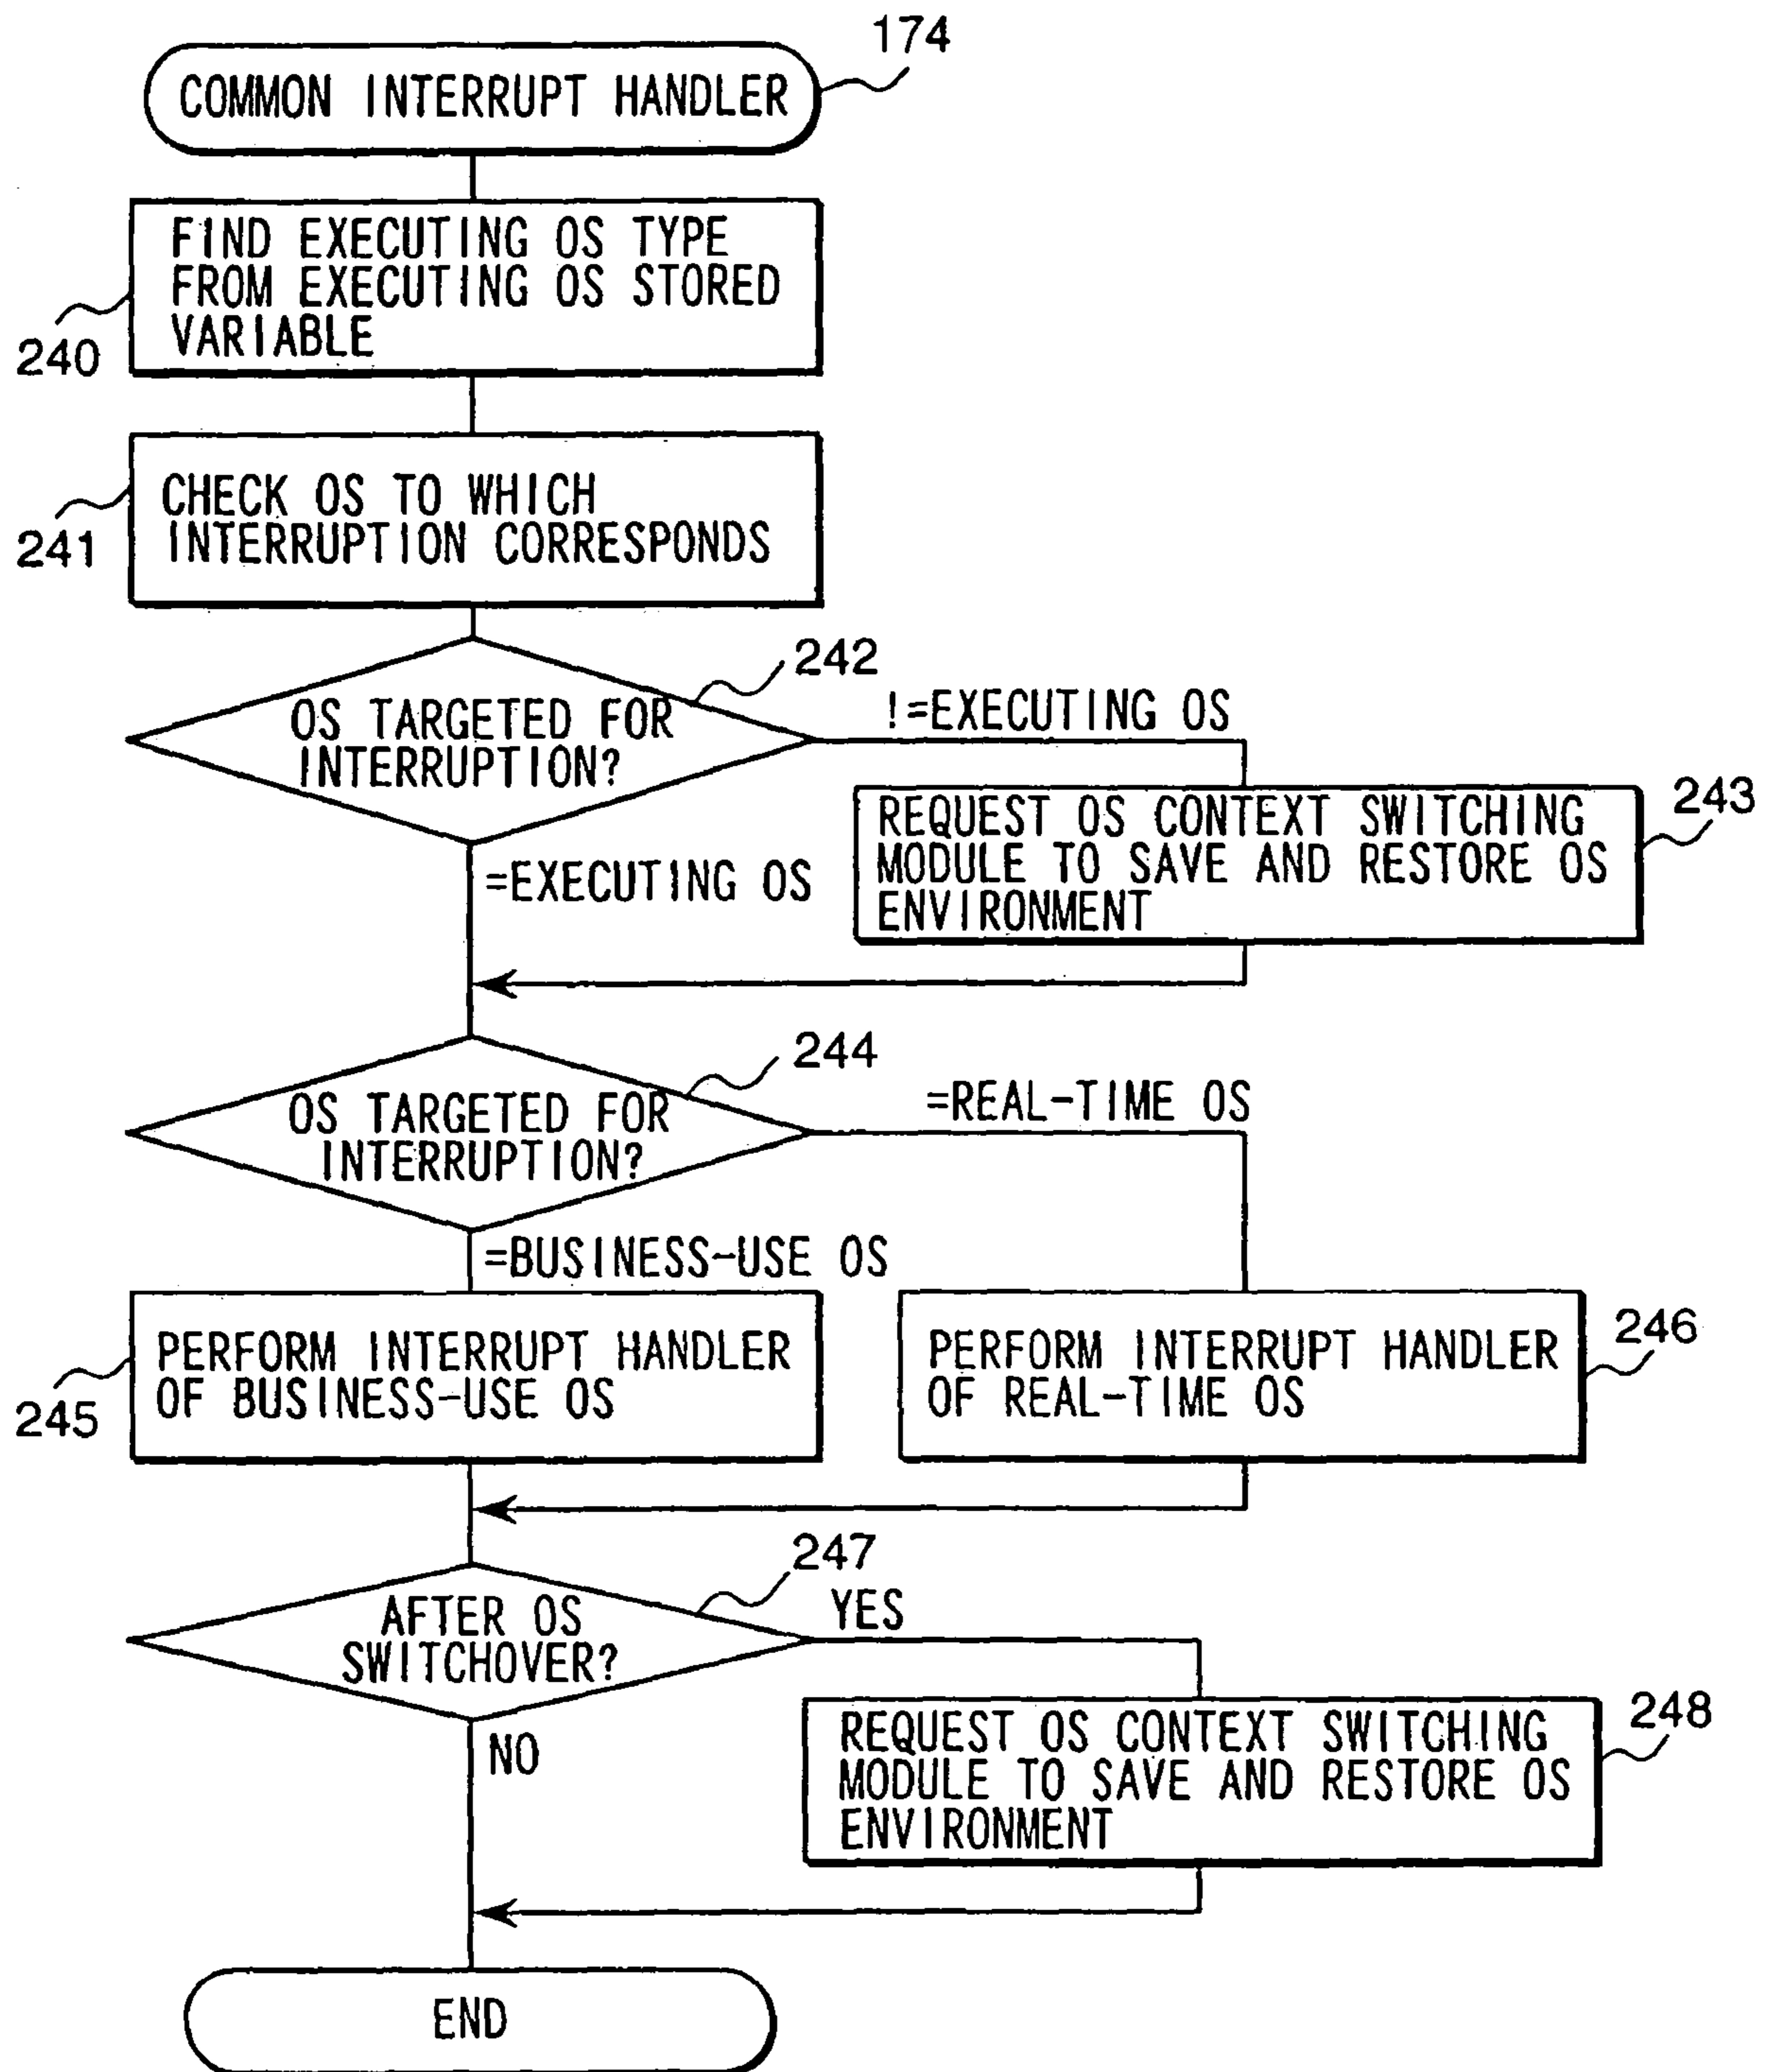 174
COMMON INTERRUPT HANDLER
FIND EXECUTING OS TYPE
FROM EXECUTING OS STORED
VARIABLE
240
CHECK OS TO WHICH
INTERRUPTION CORRESPONDS
241
242
OS TARGETED FOR
INTERRUPTION?
!=EXECUTING OS
=EXECUTING OS
243
REQUEST OS CONTEXT SWITCHING
MODULE TO SAVE AND RESTORE OS
ENVIRONMENT
244
OS TARGETED FOR
INTERRUPTION?
=REAL-TIME OS
=BUSINESS-USE OS
PERFORM INTERRUPT HANDLER
OF BUSINESS-USE OS
245
246
PERFORM INTERRUPT HANDLER
OF REAL-TIME OS
247
AFTER OS
SWITCHOVER?
YES
NO
248
REQUEST OS CONTEXT SWITCHING
MODULE TO SAVE AND RESTORE OS
ENVIRONMENT
END